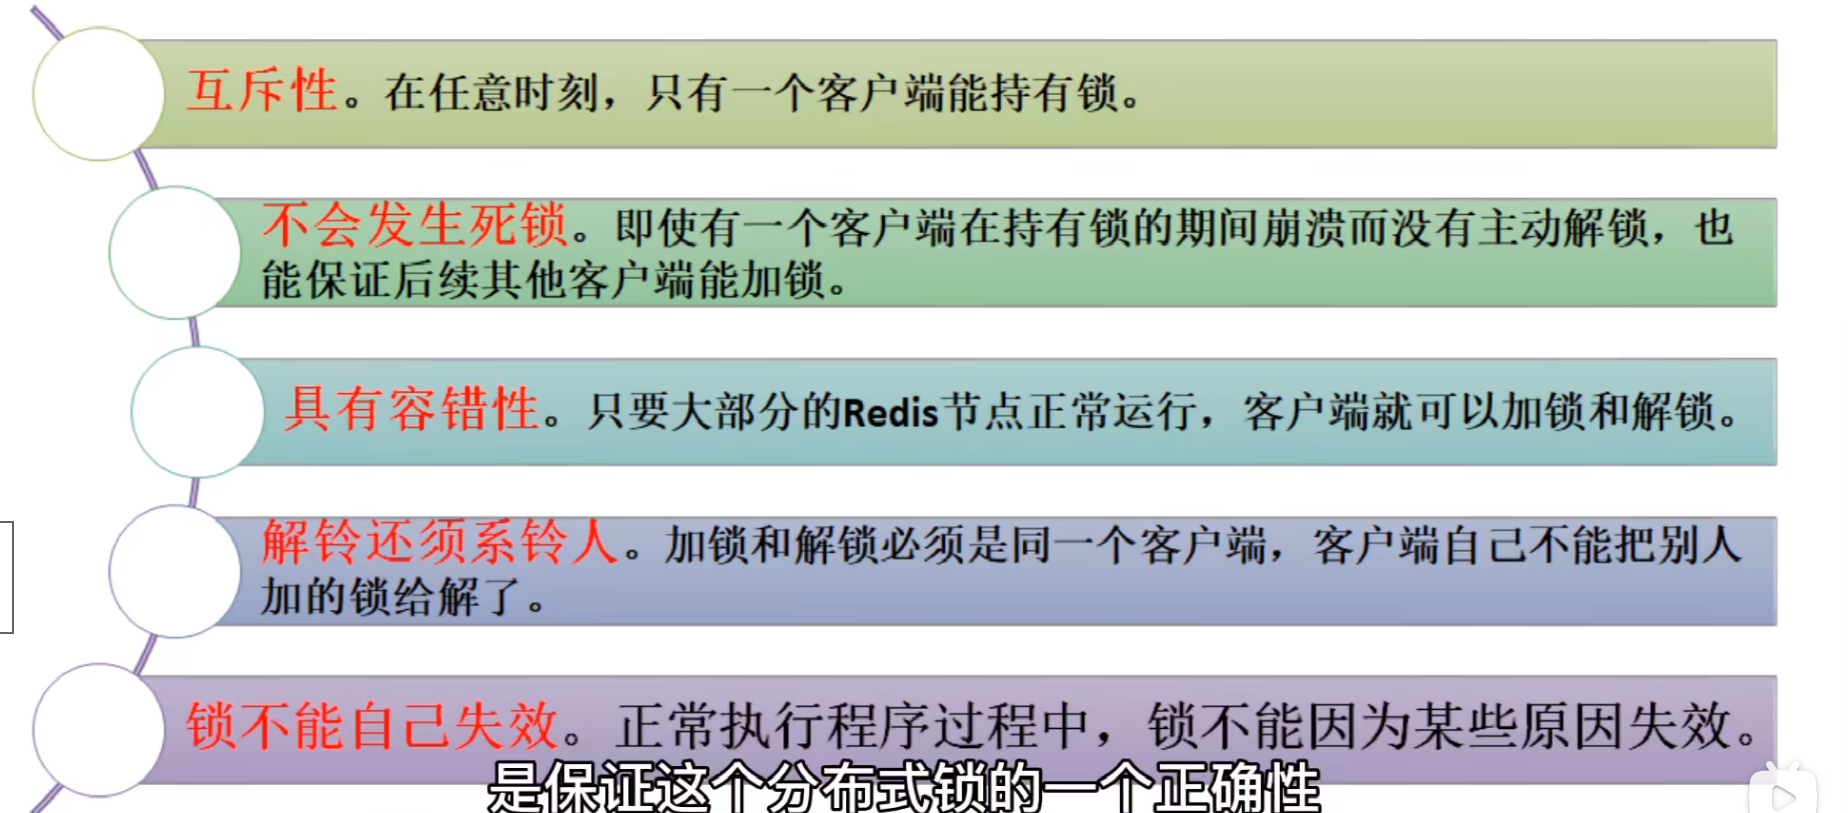 互斥性。在任意时刻，只有一个客户端能持有锁。
不会发生死锁。即使有一个客户端在持有锁的期间崩溃而没有主动解锁，也
能保证后续其他客户端能加锁。
具有容错性。只要大部分的Redis节点正常运行，客户端就可以加锁和解锁。
解铃还须系铃人。加锁和解锁必须是同一个客户端，客户端自己不能把别人
加的锁给解了。
锁不能自己失效。正常执行程序过程中，锁不能因为某些原因失效。
是保证这个分布式锁的一个正确性